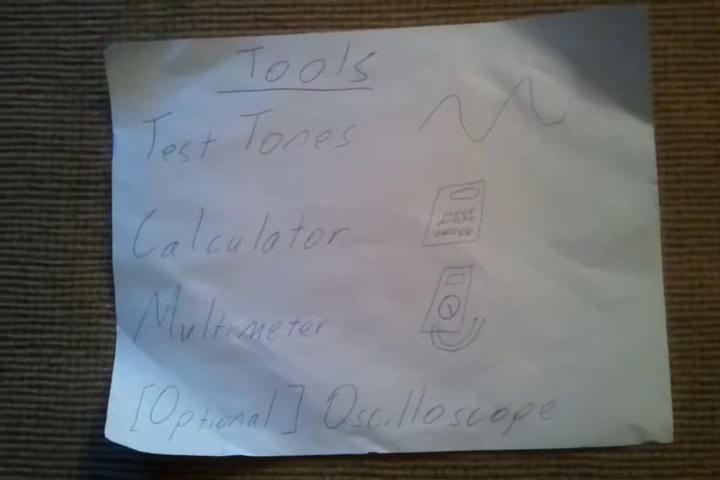 Tools
Test Tones
Calculator
Multimeter
[Optional] Oscilloscope